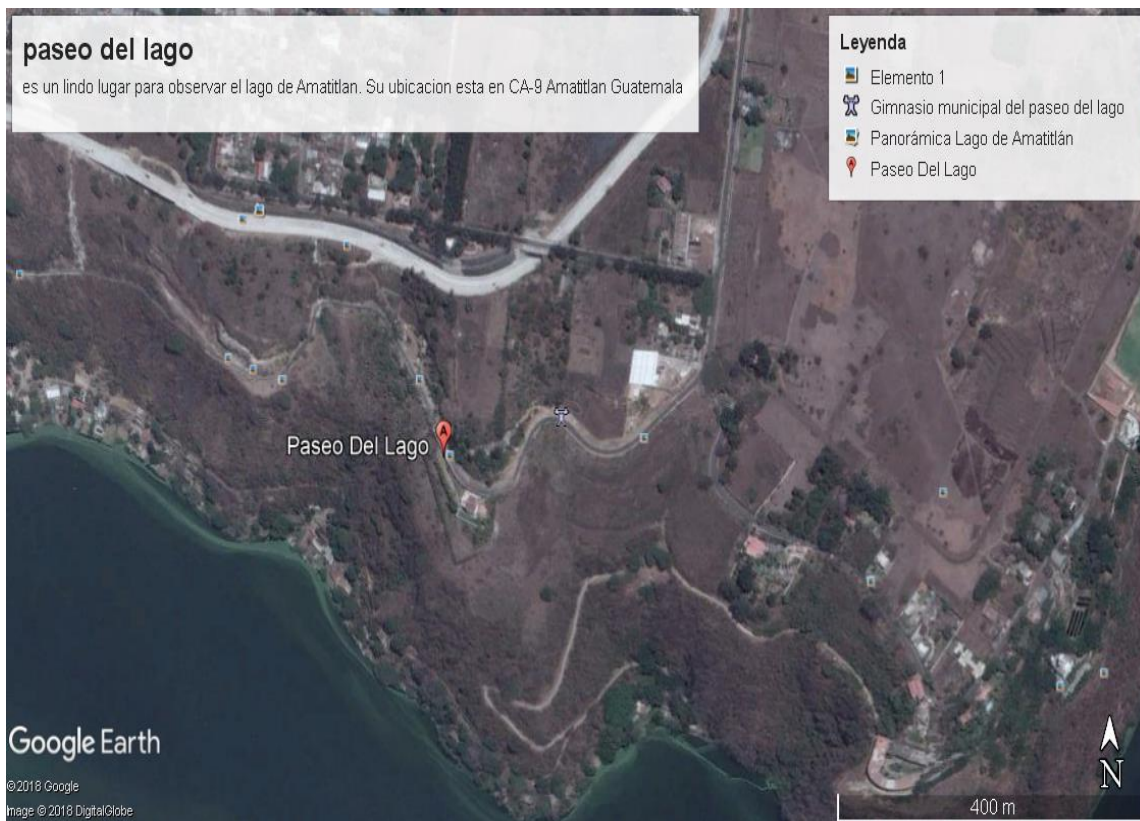 paseo del lago
es un lindo lugar para observar el lago de Amatitlan. Su ubicacion esta en CA-9 Amatitlan Guatemala
Leyenda
Elemento 1
Gimnasio municipal del paseo del lago
Panorámica Lago de Amatitlán
Paseo Del Lago
A
Paseo Del Lago
Google Earth
©2018 Google
Image © 2018 DigitalGlobe
N
400 m